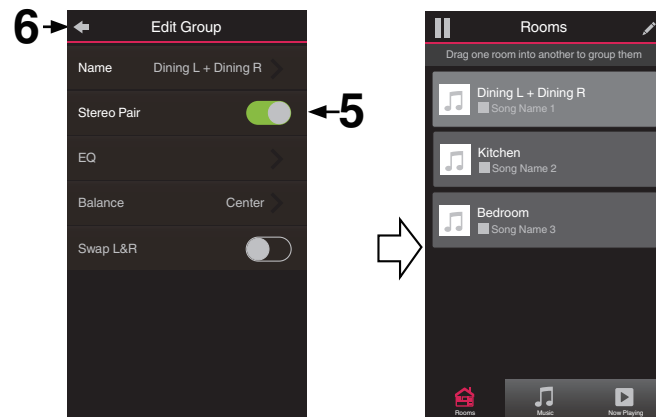 6
Edit Group
Name Dining L + Dining R
Stereo Pair
5
EQ
Balance Center
Swap L&R
Rooms
Drag one room into another to group them
Dining L + Dining R
Song Name 1
Kitchen
Song Name 2
Bedroom
Song Name 3
Rooms Music Now Playing